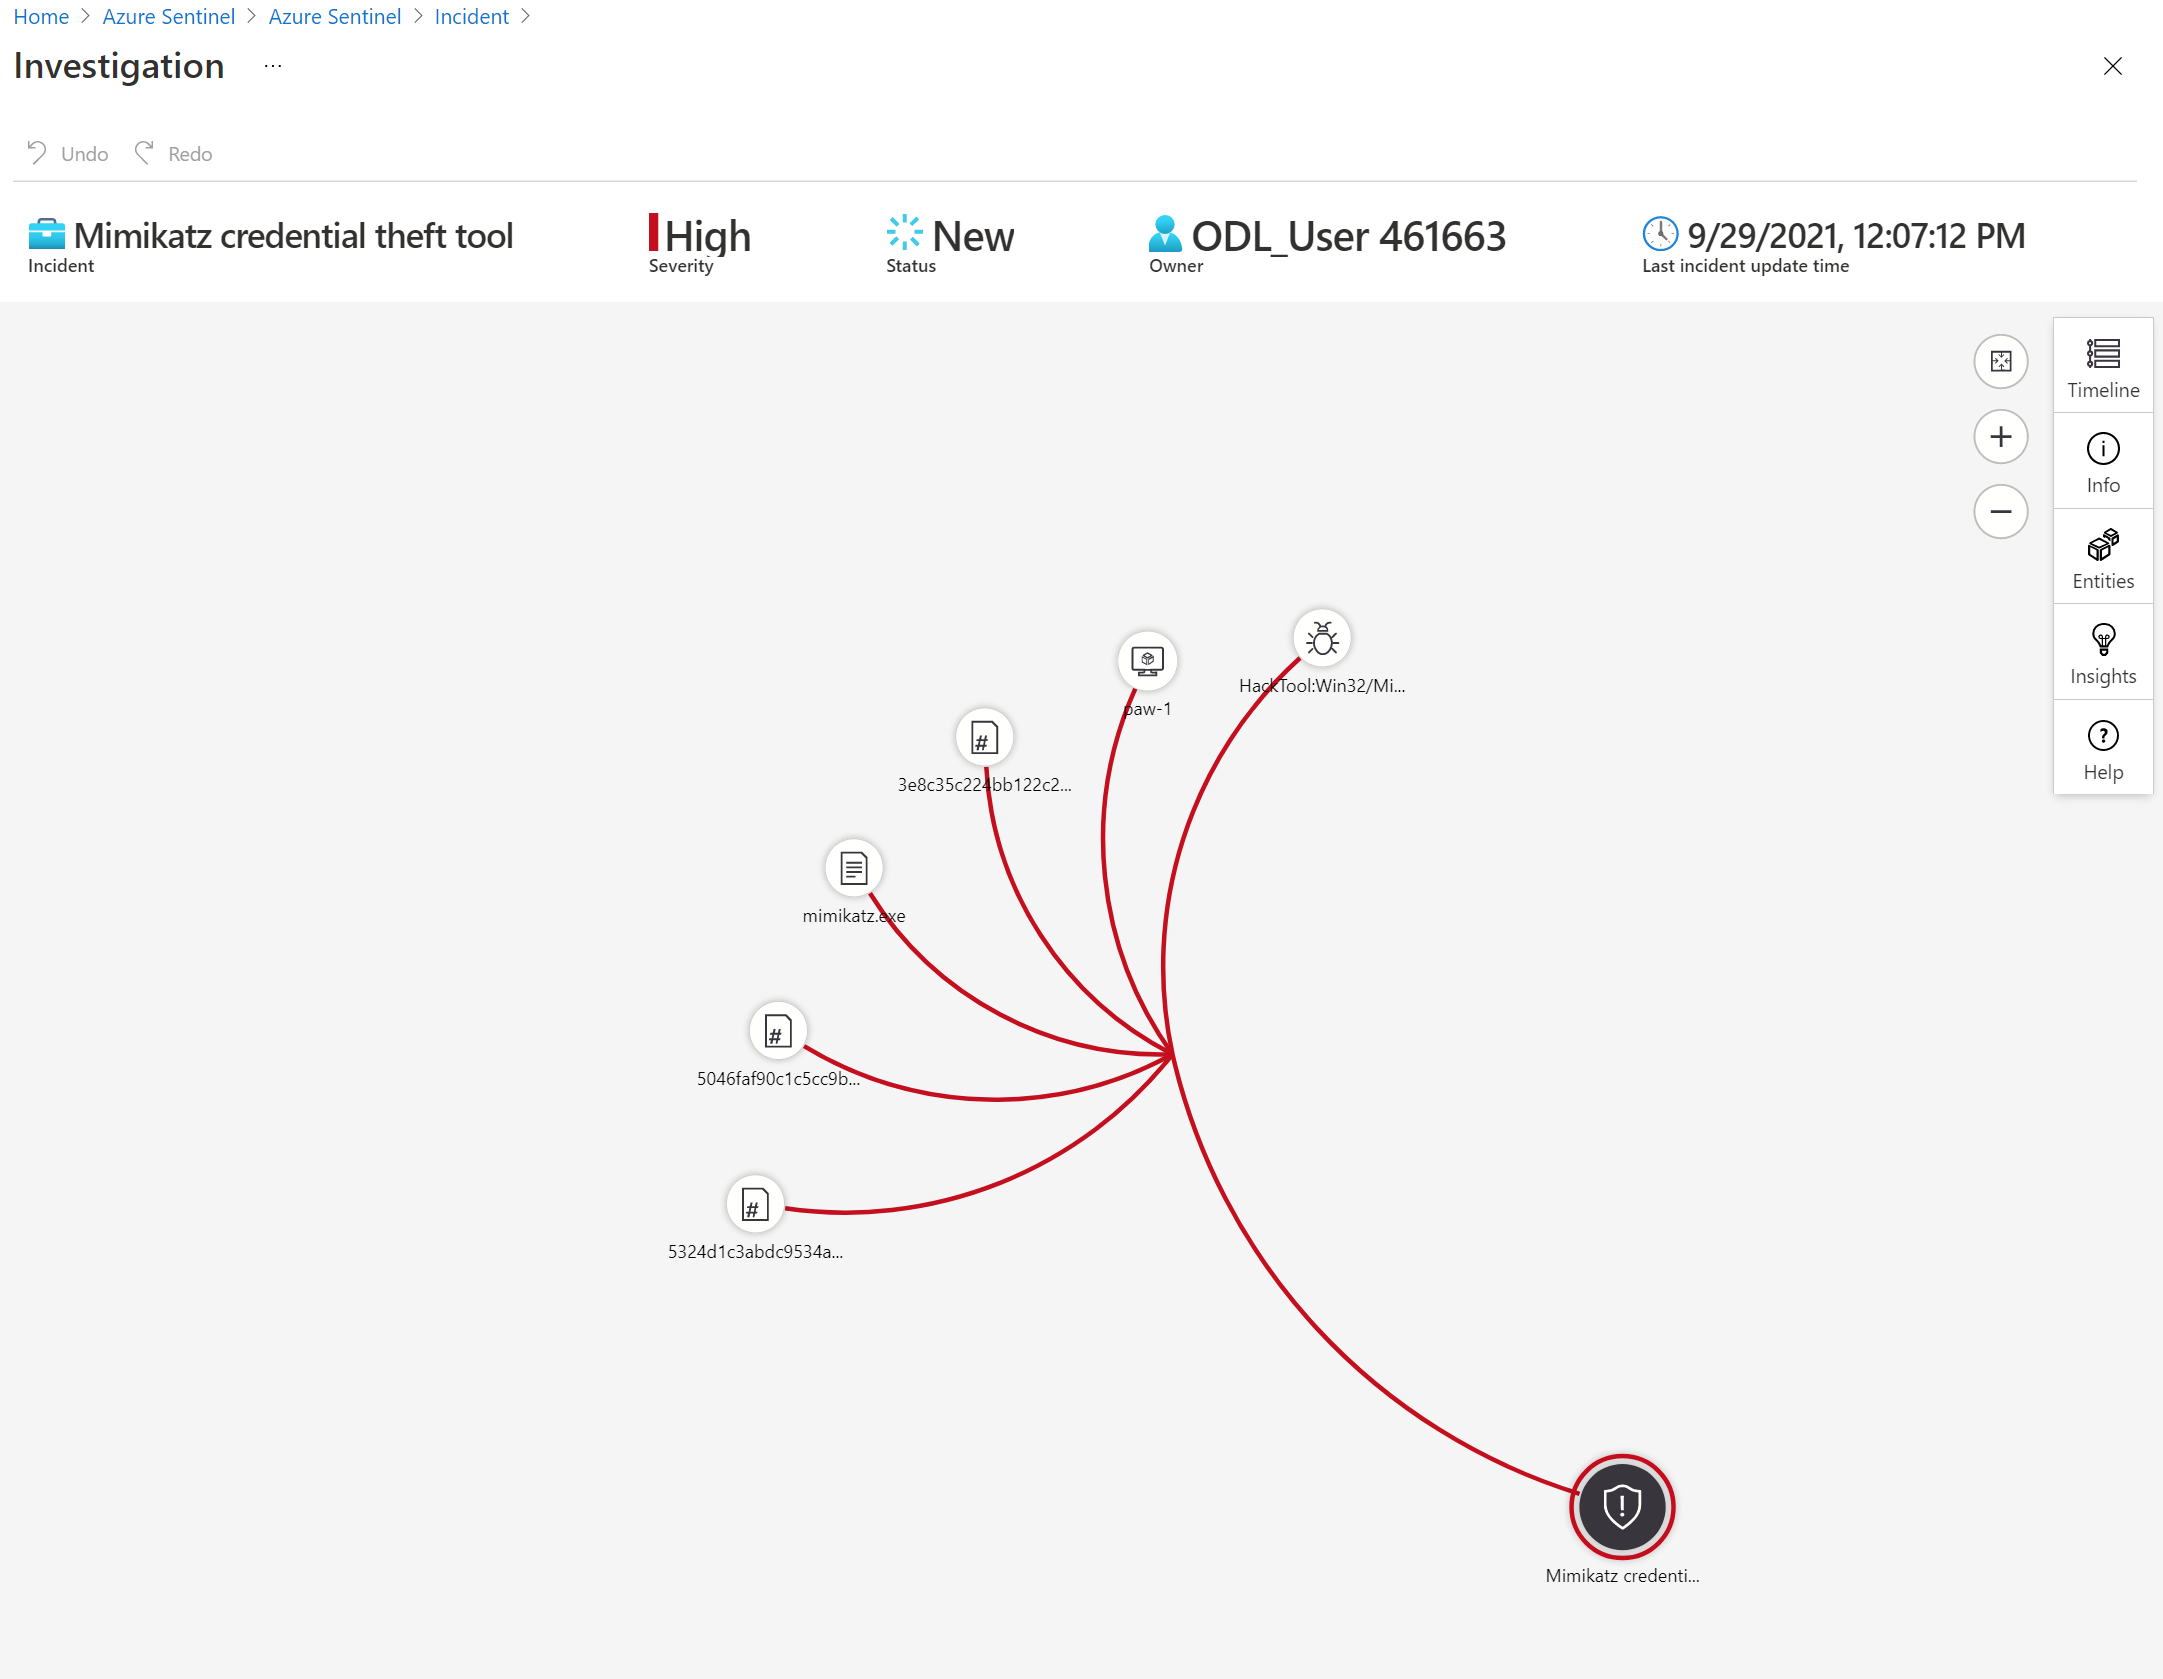 Home > Azure Sentinel > Azure Sentinel > Incident >
Investigation ...
Undo Redo
Mimikatz credential theft tool
Incident
High
Severity
New
Status
ODL_User 461663
Owner
9/29/2021, 12:07:12 PM
Last incident update time
Timeline
Info
Entities
Insights
Help
HackTool:Win32/Mi...
paw-1
3e8c35c224bb122c2...
mimikatz.exe
5046faf90c1c5cc9b...
5324d1c3abdc9534a...
Mimikatz credenti...